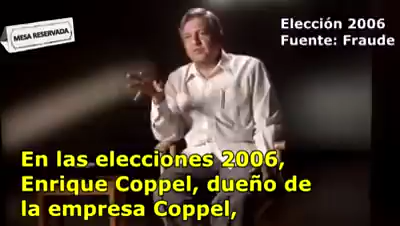 MESA RESERVADA
Elección 2006
Fuente: Fraude
En las elecciones 2006,
Enrique Coppel, dueño de
la empresa Coppel,